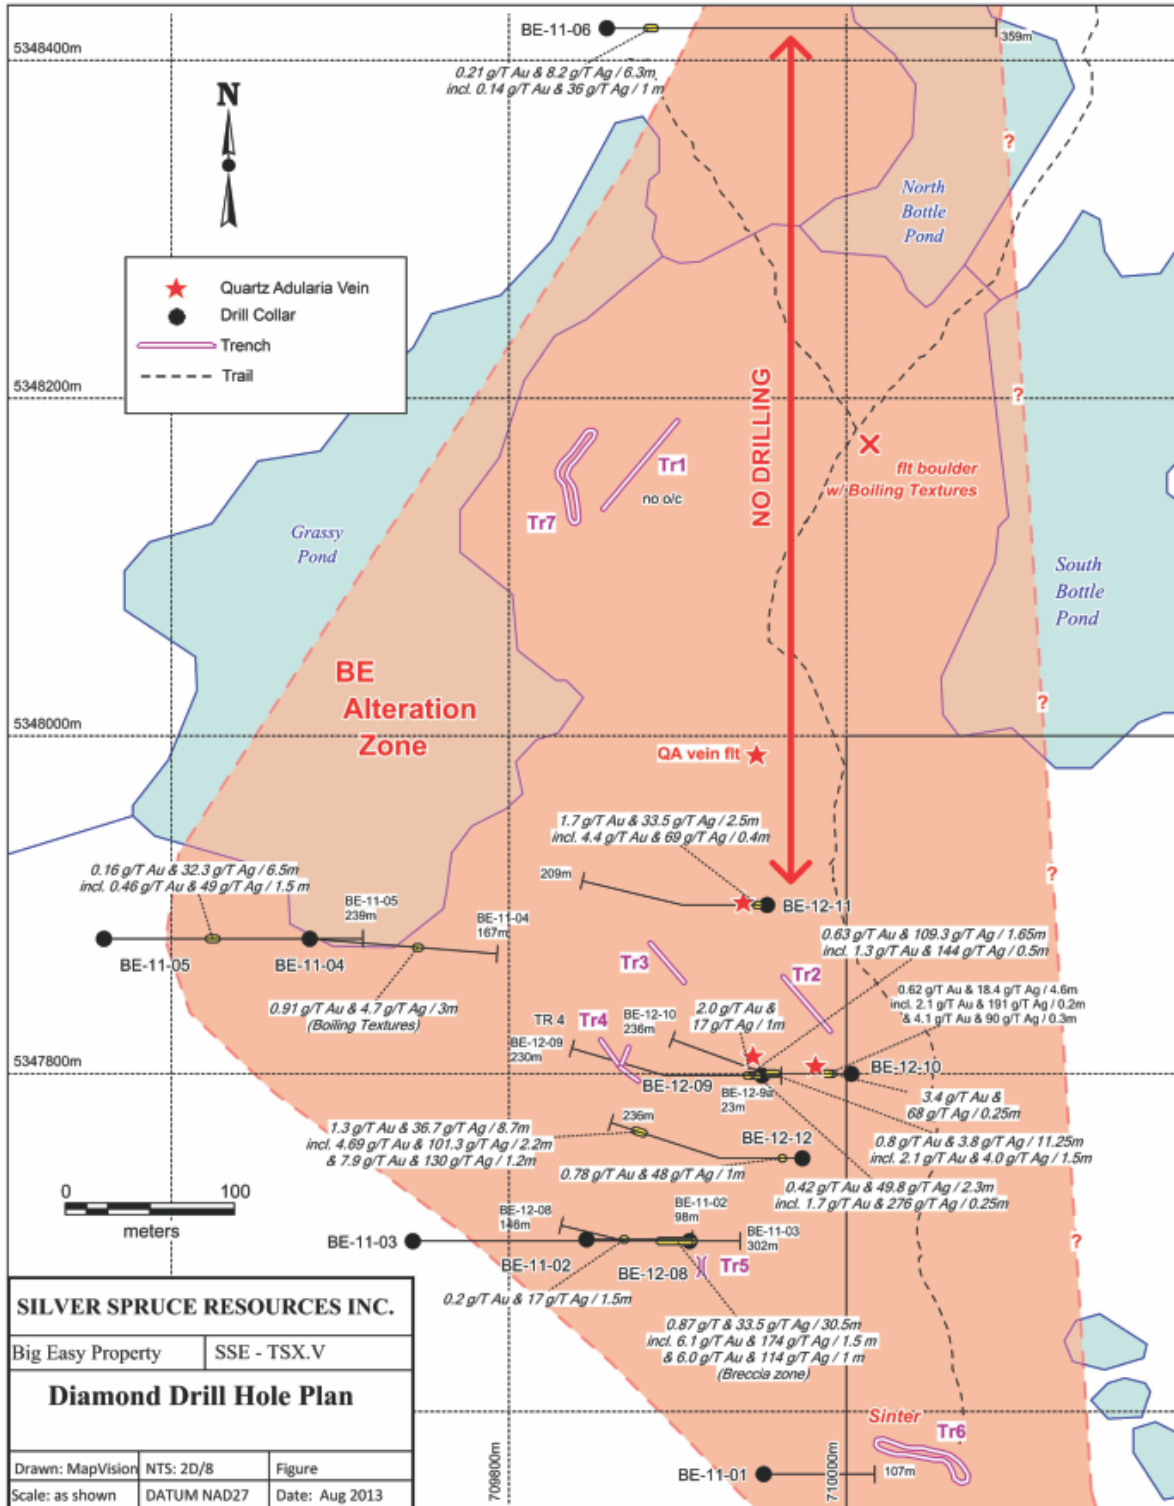 BE-11-06
359m
5348400m
0.21 g/T Au & 8.2 g/T Ag / 6.3m
incl. 0.14 g/T Au & 36 g/T Ag / 1 m
N
?
North
Bottle
Pond
Quartz Adularia Vein
Drill Collar
Trench
Trail
5348200m
?
NO DRILLING
Tr1
no o/c
Tr7
flt boulder
w/ Boiling Textures
Grassy
Pond
South
Bottle
Pond
BE
Alteration
Zone
?
5348000m
QA vein flt
1.7 g/T Au & 33.5 g/T Ag / 2.5m
incl. 4.4 g/T Au & 69 g/T Ag / 0.4m
0.16 g/T Au & 32.3 g/T Ag / 6.5m
incl. 0.46 g/T Au & 49 g/T Ag / 1.5 m
209m
?
BE-11-05
239m
BE-11-04
167m
BE-12-11
BE-11-05
BE-11-04
0.63 g/T Au & 109.3 g/T Ag / 1.65m
incl. 1.3 g/T Au & 144 g/T Ag / 0.5m
Tr3
Tr2
0.62 g/T Au & 18.4 g/T Ag / 4.6m
incl. 2.1 g/T Au & 191 g/T Ag / 0.2m
& 4.1 g/T Au & 90 g/T Ag / 0.3m
0.91 g/T Au & 4.7 g/T Ag / 3m
(Boiling Textures)
TR 4
Tr4
BE-12-10
236m
2.0 g/T Au &
17 g/T Ag / 1m
BE-12-09
230m
5347800m
BE-12-09
BE-12-9a
23m
BE-12-10
3.4 g/T Au &
68 g/T Ag / 0.25m
1.3 g/T Au & 36.7 g/T Ag / 8.7m
incl. 4.69 g/T Au & 101.3 g/T Ag / 2.2m
& 7.9 g/T Au & 130 g/T Ag / 1.2m
236m
BE-12-12
0.8 g/T Au & 3.8 g/T Ag / 11.25m
incl. 2.1 g/T Au & 4.0 g/T Ag / 1.5m
0.78 g/T Au & 48 g/T Ag / 1m
0.42 g/T Au & 49.8 g/T Ag / 2.3m
incl. 1.7 g/T Au & 276 g/T Ag / 0.25m
0 100
meters
BE-12-08
146m
BE-11-02
98m
BE-11-03
302m
?
BE-11-03
BE-11-02
BE-12-08
Tr5
0.2 g/T Au & 17 g/T Ag / 1.5m
0.87 g/T & 33.5 g/T Ag / 30.5m
incl. 6.1 g/T Au & 174 g/T Ag / 1.5 m
& 6.0 g/T Au & 114 g/T Ag / 1 m
(Breccia zone)
SILVER SPRUCE RESOURCES INC.
Big Easy Property SSE - TSX.V
Diamond Drill Hole Plan
Drawn: MapVision NTS: 2D/8 Figure
Scale: as shown DATUM NAD27 Date: Aug 2013
Sinter
Tr6
BE-11-01
107m
709800m
710000m